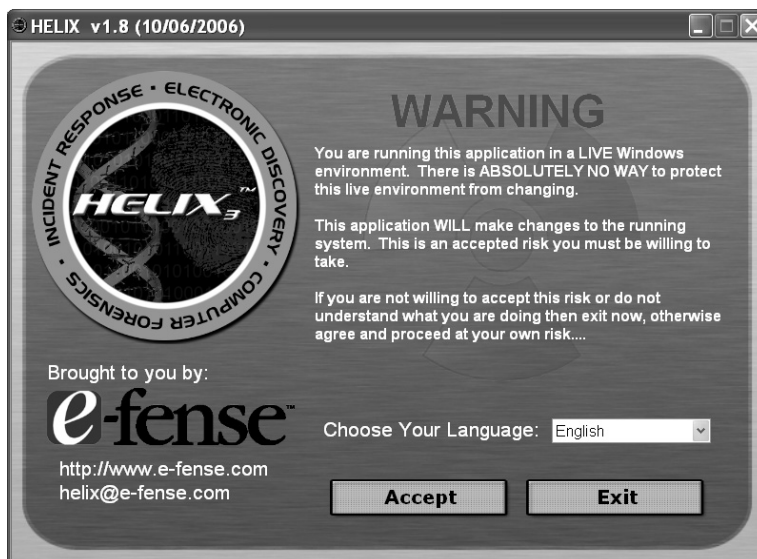 HELIX v1.8 (10/06/2006)
INCIDENT RESPONSE • ELECTRONIC DISCOVERY • COMPUTER FORENSICS •
HELIX3™
WARNING
You are running this application in a LIVE Windows
environment. There is ABSOLUTELY NO WAY to protect
this live environment from changing.
This application WILL make changes to the running
system. This is an accepted risk you must be willing to
take.
If you are not willing to accept this risk or do not
understand what you are doing then exit now, otherwise
agree and proceed at your own risk....
Brought to you by:
e-fense™
http://www.e-fense.com
helix@e-fense.com
Choose Your Language: English
Accept Exit